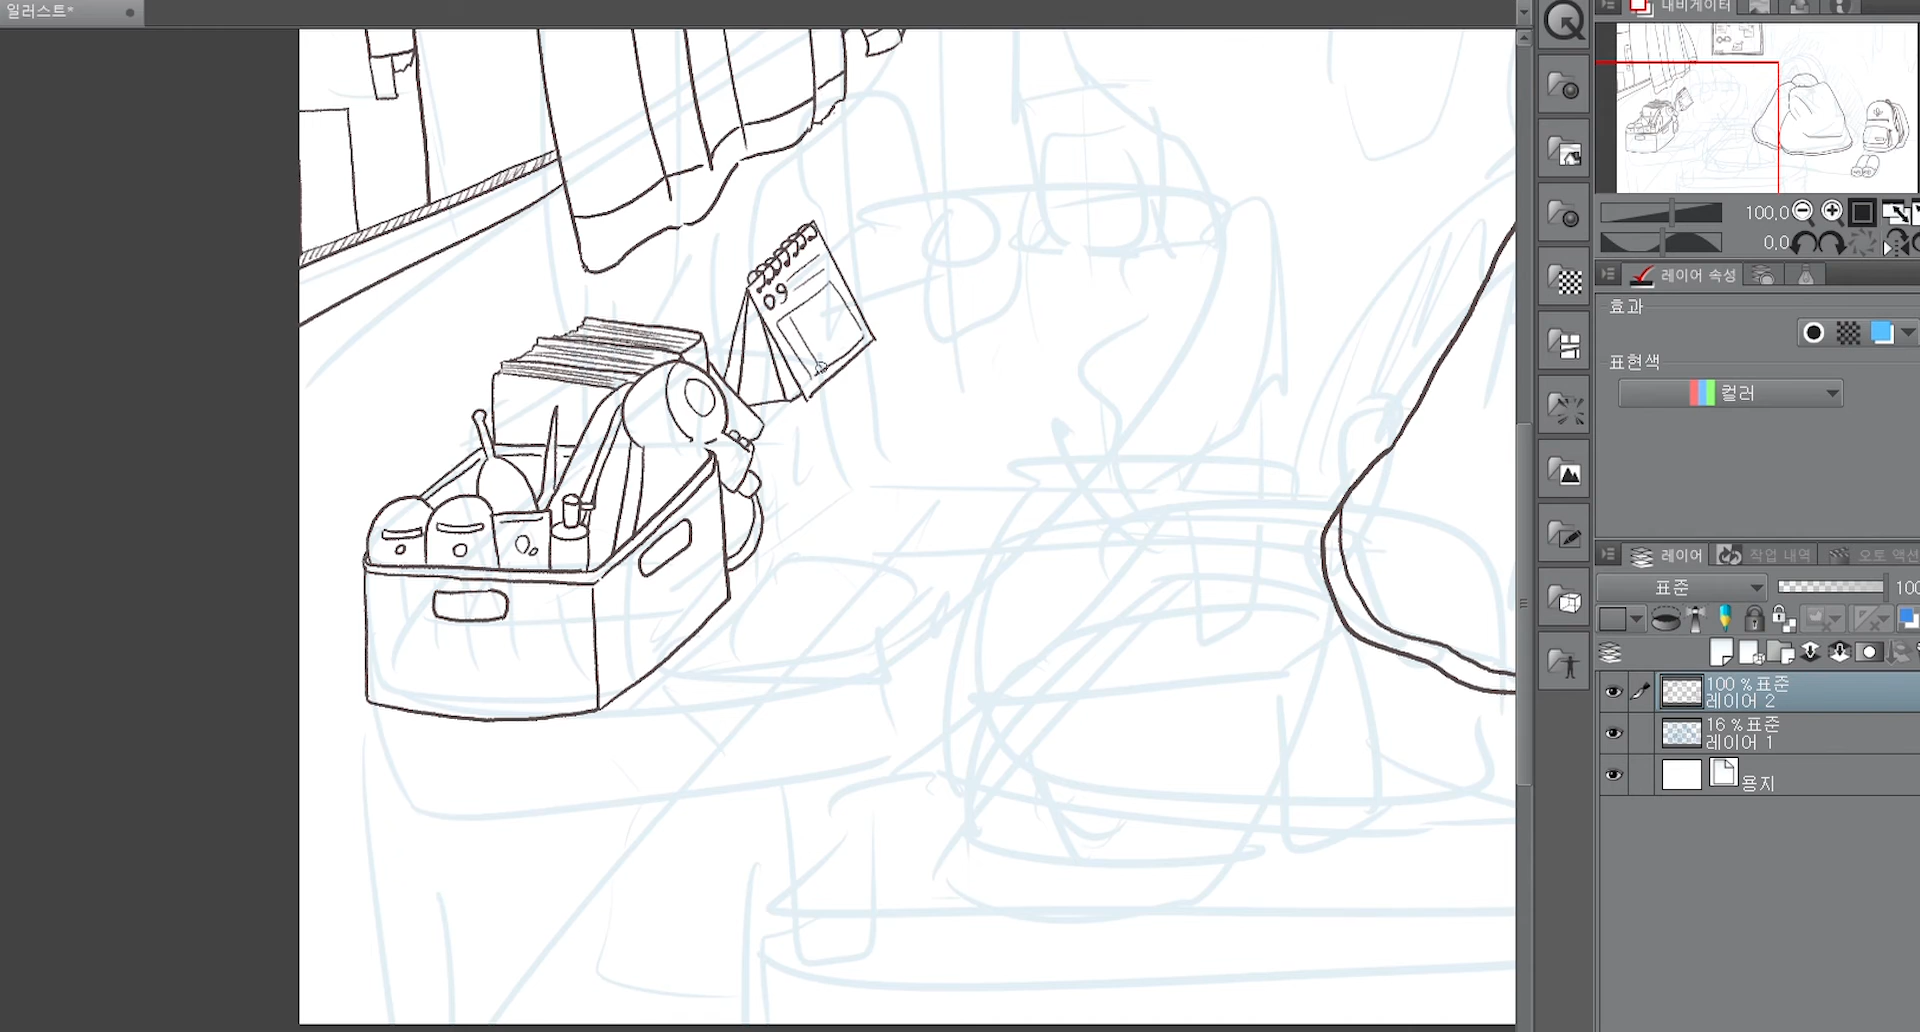 일러스트*
내비게이터
100.0
0.0
레이어 속성
효과
표현색
컬러
레이어
작업 내역
오토 액션
표준
100
100 % 표준
레이어 2
16 % 표준
레이어 1
용지
09